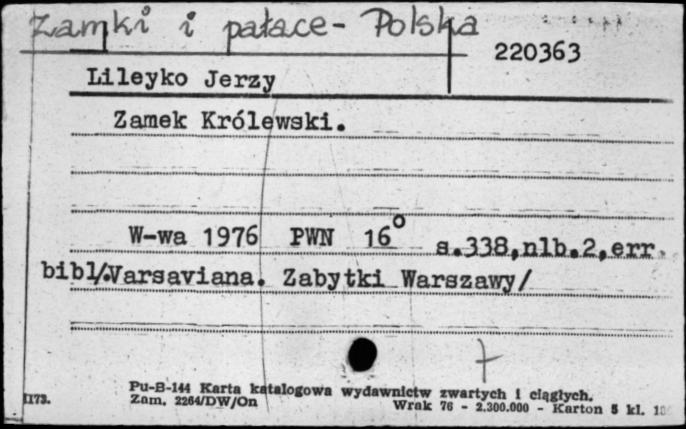 Zamki i pałace - Polska
220363
Lileyko Jerzy
Zamek Królewski.
W-wa 1976 PWN 16° s.338,nlb.2,err.
bibl/.Varsaviana. Zabytki Warszawy/
Pu-B-144 Karta katalogowa wydawnictw zwartych i ciągłych.
II73. Zam. 2264/DW/On Wrak 76 - 2.300.000 - Karton 5 kl.